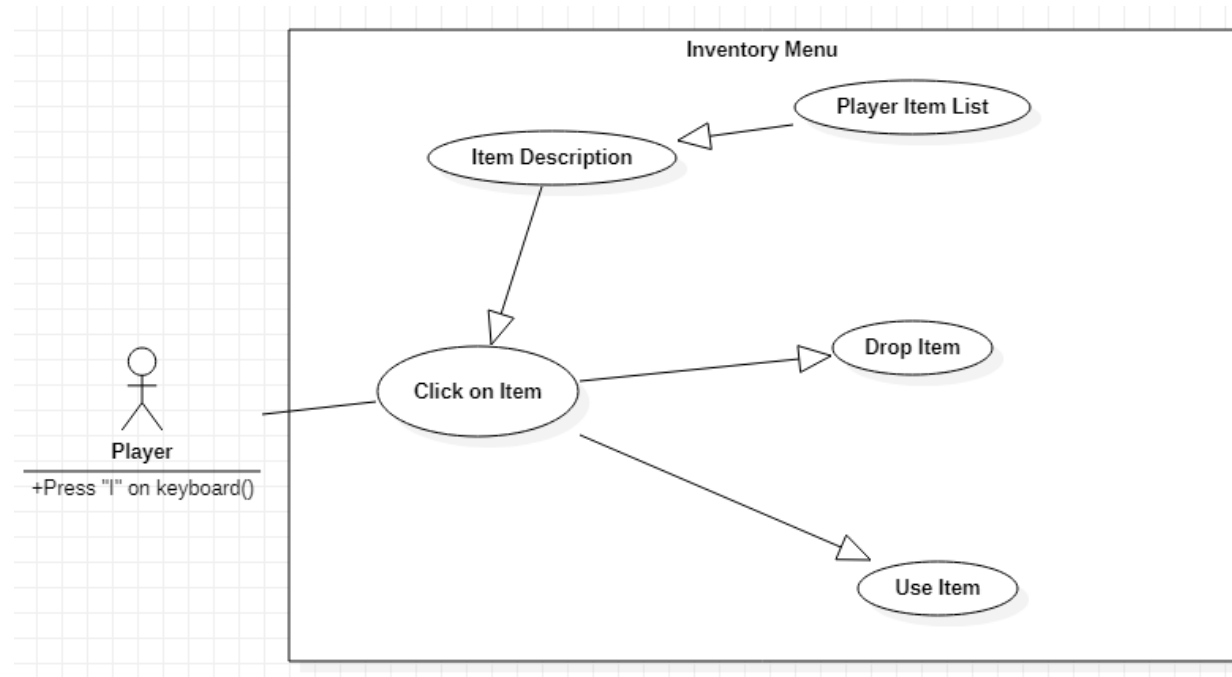 Inventory Menu
Player Item List
Item Description
Drop Item
Click on Item
Player
+Press "I" on keyboard()
Use Item